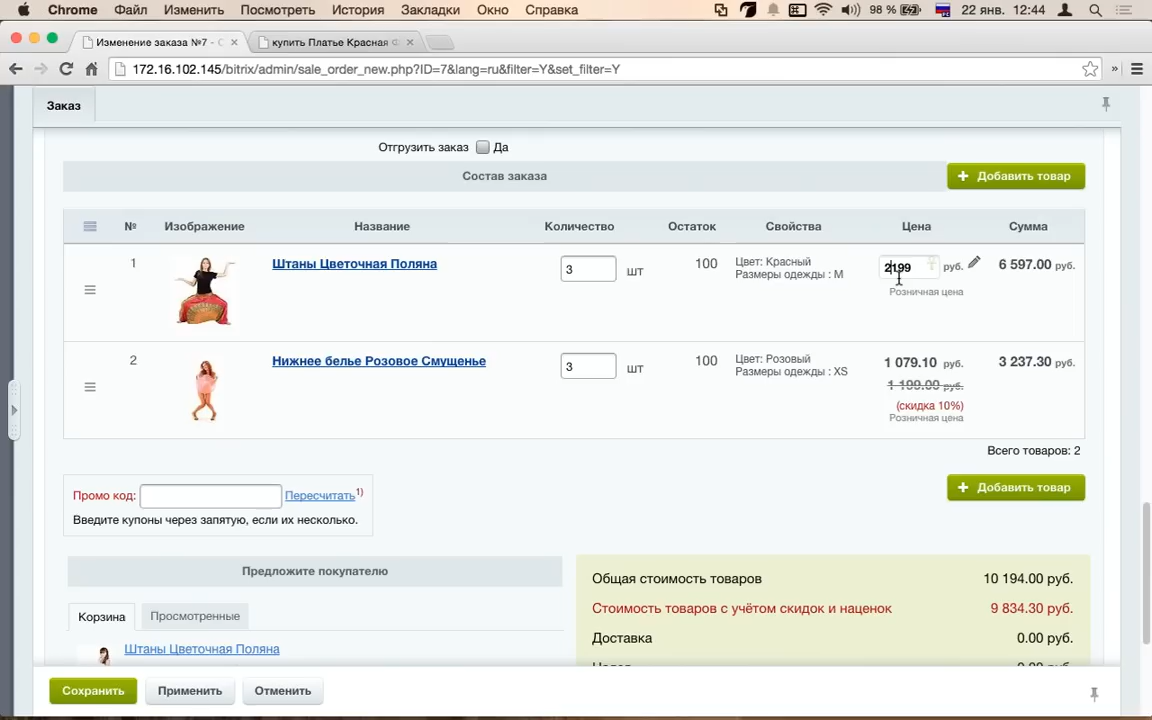 Chrome Файл Изменить Посмотреть История Закладки Окно Справка 98 % 22 янв. 12:44
Изменение заказа №7 - С × купить Платье Красная Ф ×
172.16.102.145/bitrix/admin/sale_order_new.php?ID=7&lang=ru&filter=Y&set_filter=Y »
Заказ
Отгрузить заказ Да
Состав заказа + Добавить товар
№ Изображение Название Количество Остаток Свойства Цена Сумма
1 Штаны Цветочная Поляна 3 шт 100 Цвет: Красный 2199 руб. 6 597.00 руб.
Размеры одежды : M
Розничная цена
2 Нижнее белье Розовое Смущенье 3 шт 100 Цвет: Розовый 1 079.10 руб. 3 237.30 руб.
Размеры одежды : XS
1 199.00 руб.
(скидка 10%)
Розничная цена
Всего товаров: 2
Промо код: Пересчитать 1) + Добавить товар
Введите купоны через запятую, если их несколько.
Предложите покупателю
Корзина Просмотренные
Штаны Цветочная Поляна
Общая стоимость товаров 10 194.00 руб.
Стоимость товаров с учётом скидок и наценок 9 834.30 руб.
Доставка 0.00 руб.
Сохранить Применить Отменить